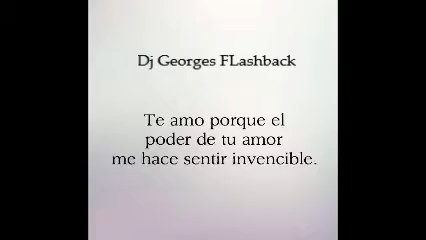 Dj Georges FLashback
Te amo porque el
poder de tu amor
me hace sentir invencible.